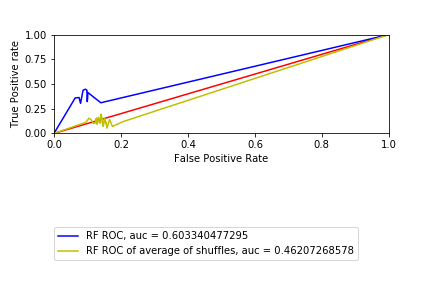 1.00
0.75
0.50
0.25
0.00
True Positive rate
0.0 0.2 0.4 0.6 0.8 1.0
False Positive Rate
RF ROC, auc = 0.603340477295
RF ROC of average of shuffles, auc = 0.46207268578